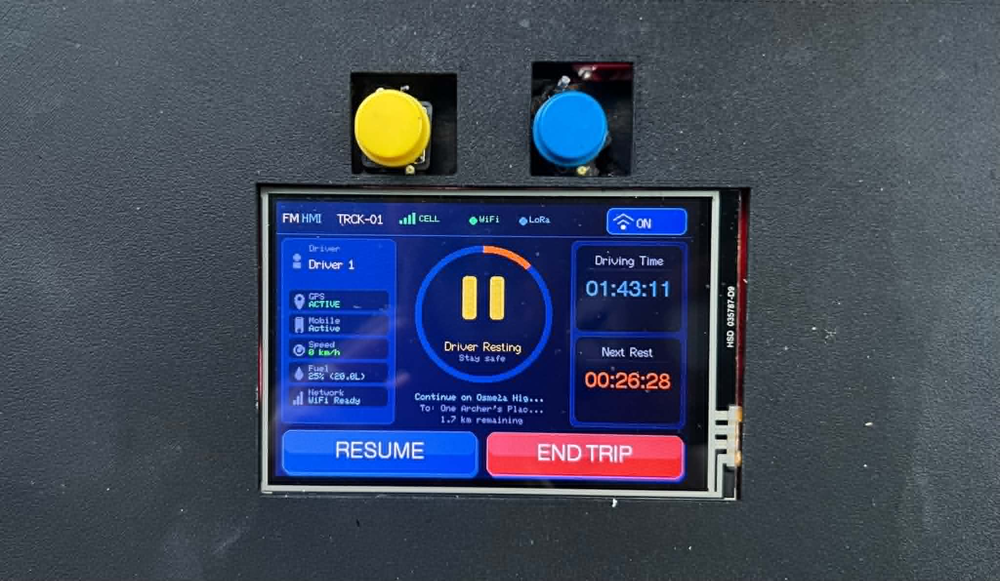 FM HMI TRCK-01 CELL WiFi LoRa ON
Driver
Driver 1
GPS
ACTIVE
Mobile
Active
Speed
0 km/h
Fuel
25% (20.0L)
Network
WiFi Ready
Driver Resting
Stay safe
Continue on Osme2a Hig...
To: One Archer's Plac...
1.7 km remaining
Driving Time
01:43:11
Next Rest
00:26:28
RESUME
END TRIP
HSD 035787-D9